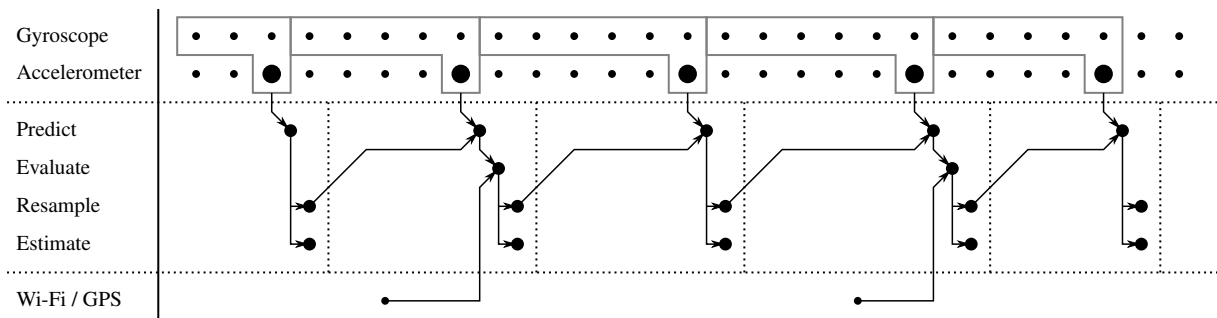 Gyroscope
Accelerometer
Predict
Evaluate
Resample
Estimate
Wi-Fi / GPS